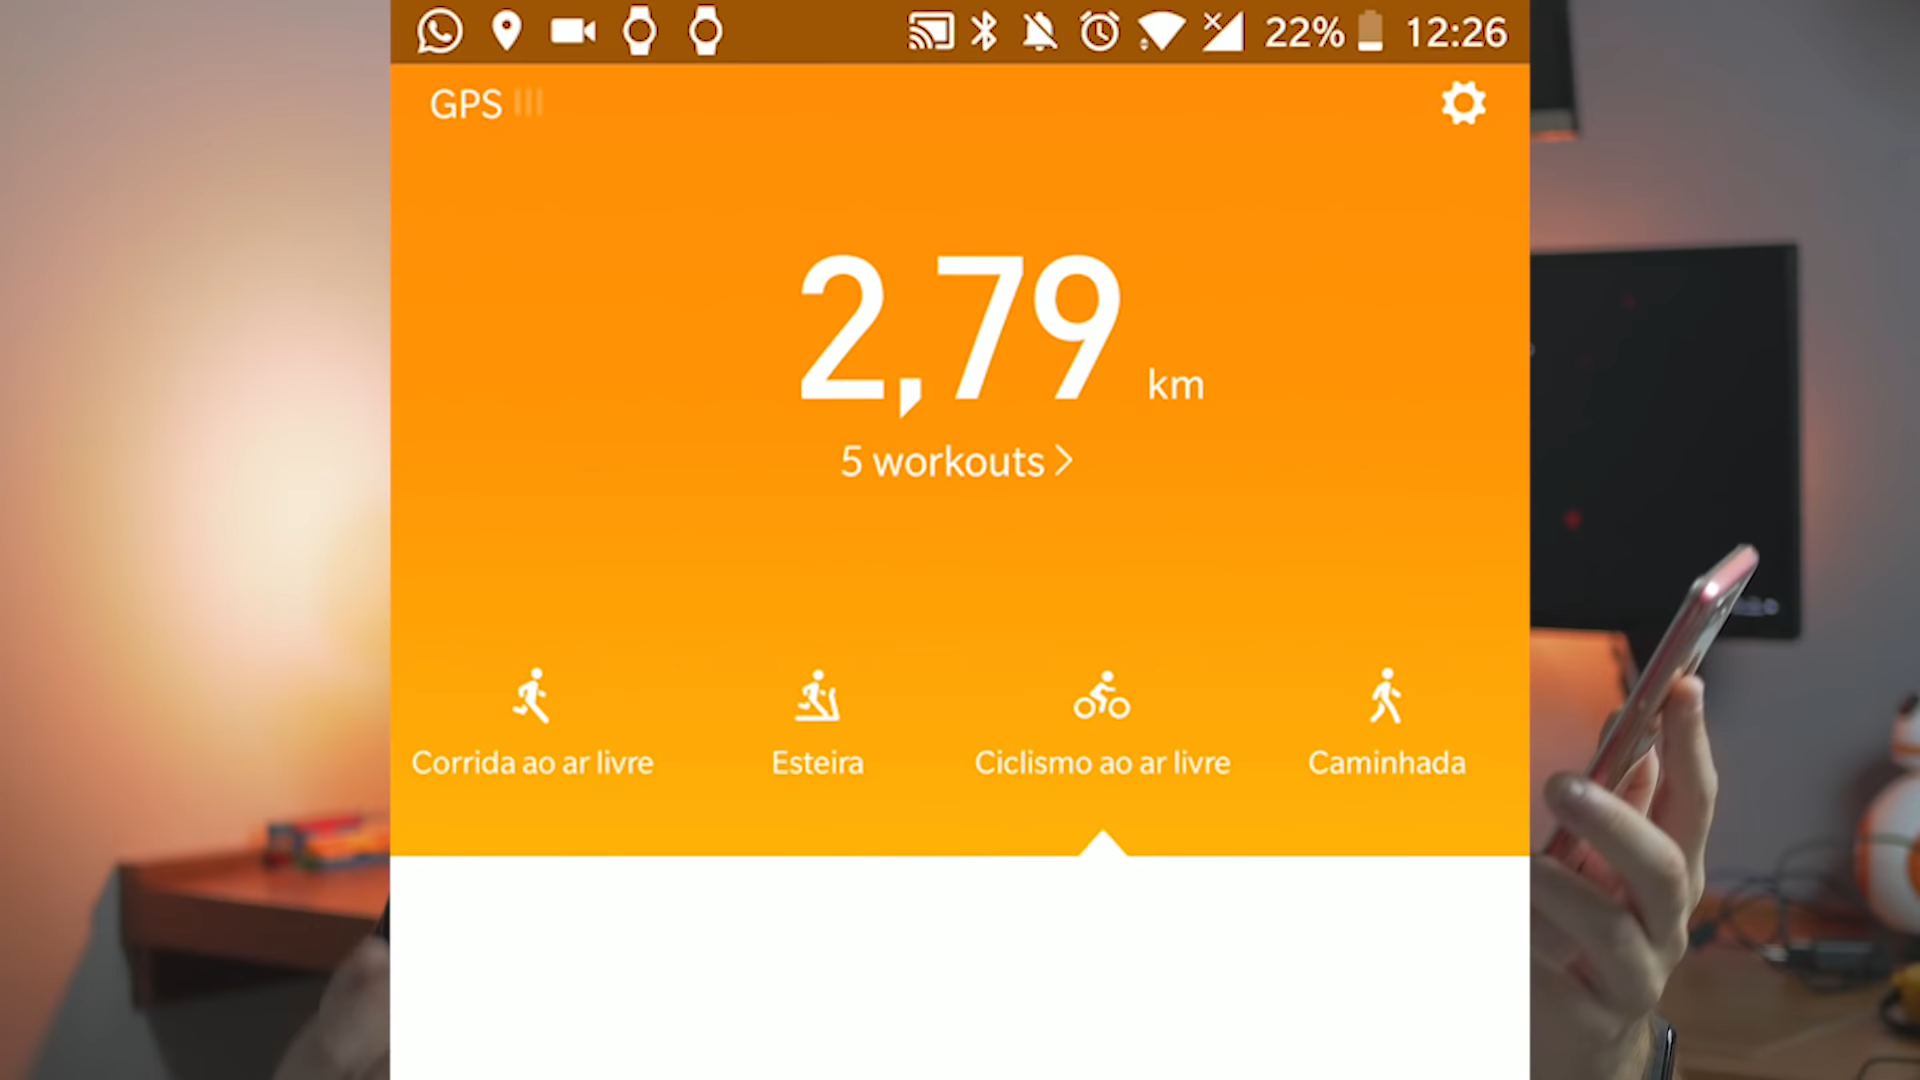 22% 12:26
GPS
2,79 km
5 workouts >
Corrida ao ar livre Esteira Ciclismo ao ar livre Caminhada